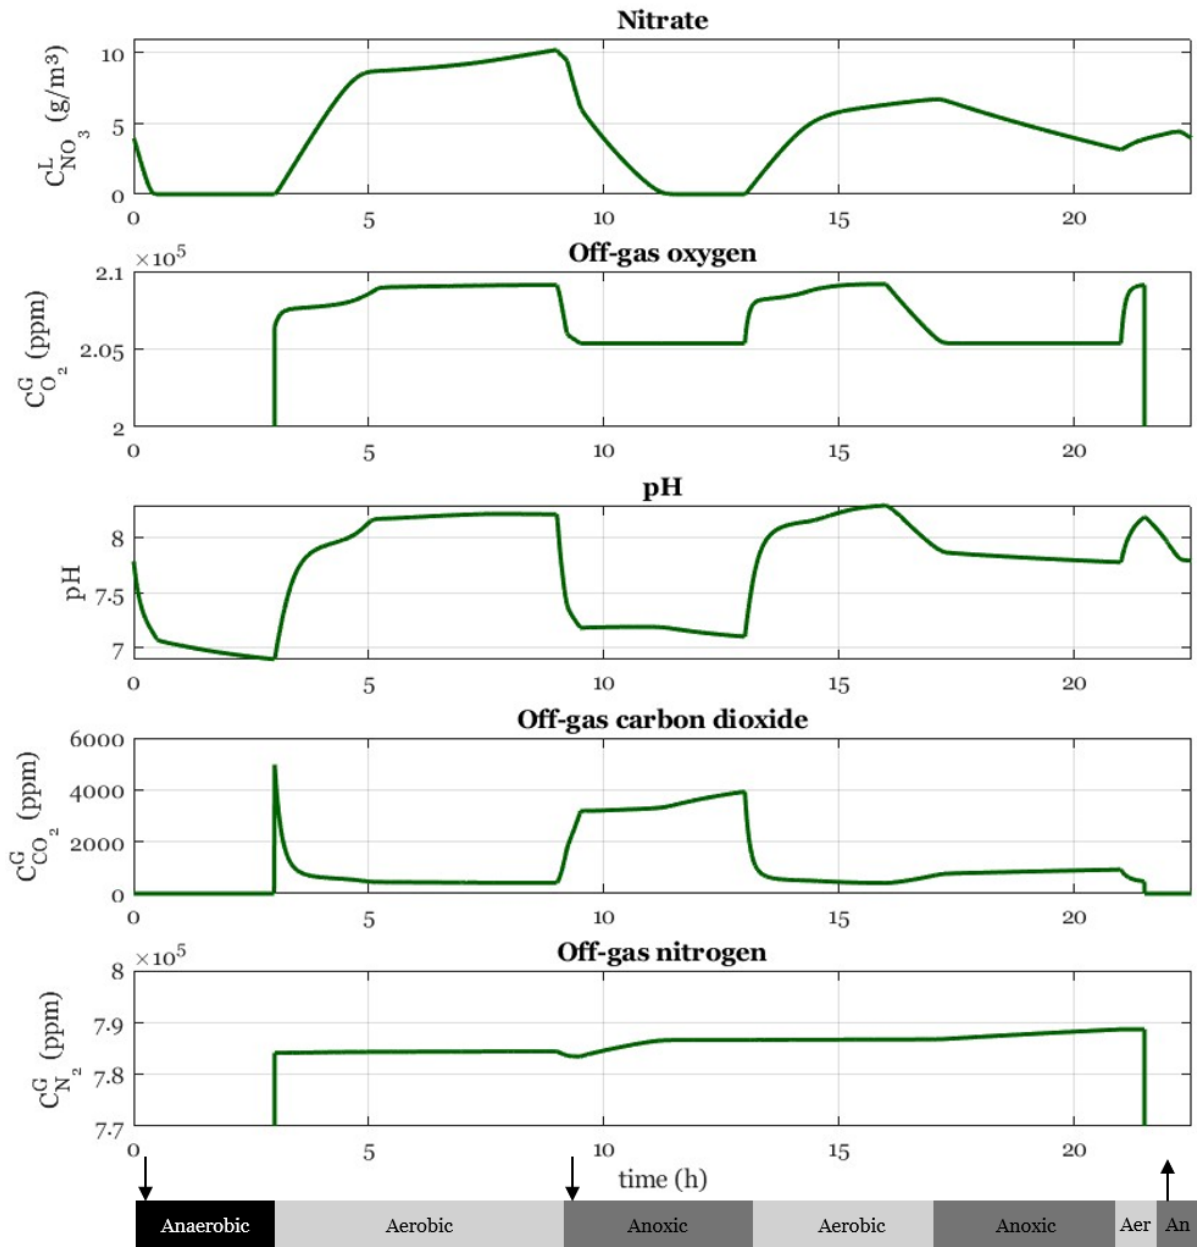 Nitrate
C^L_NO₃ (g/m³)
10
5
0
0 5 10 15 20
Off-gas oxygen
×10⁵
C^G_O₂ (ppm)
2.1
2.05
2
0 5 10 15 20
pH
pH
8
7.5
7
0 5 10 15 20
Off-gas carbon dioxide
C^G_CO₂ (ppm)
6000
4000
2000
0
0 5 10 15 20
Off-gas nitrogen
×10⁵
C^G_N₂ (ppm)
8
7.9
7.8
7.7
0 5 10 15 20
time (h)
Anaerobic Aerobic Anoxic Aerobic Anoxic Aer An